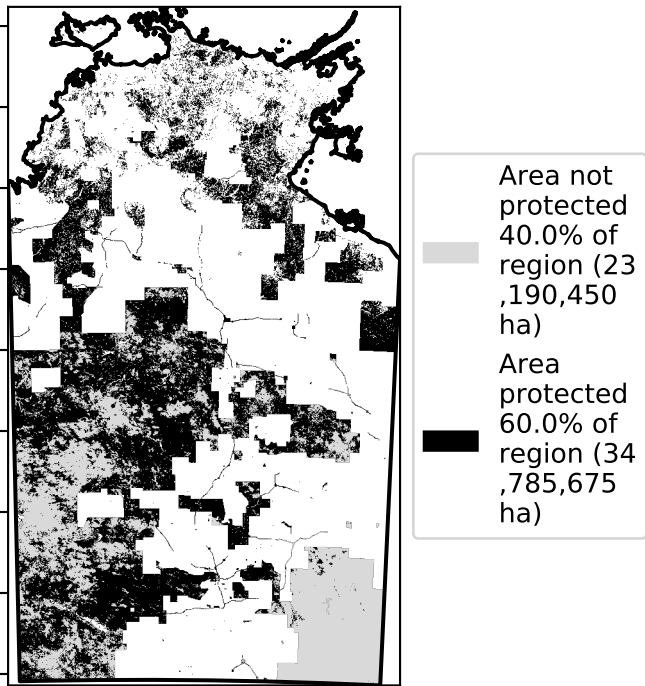 Area not
protected
40.0% of
region (23
,190,450
ha)
Area
protected
60.0% of
region (34
,785,675
ha)